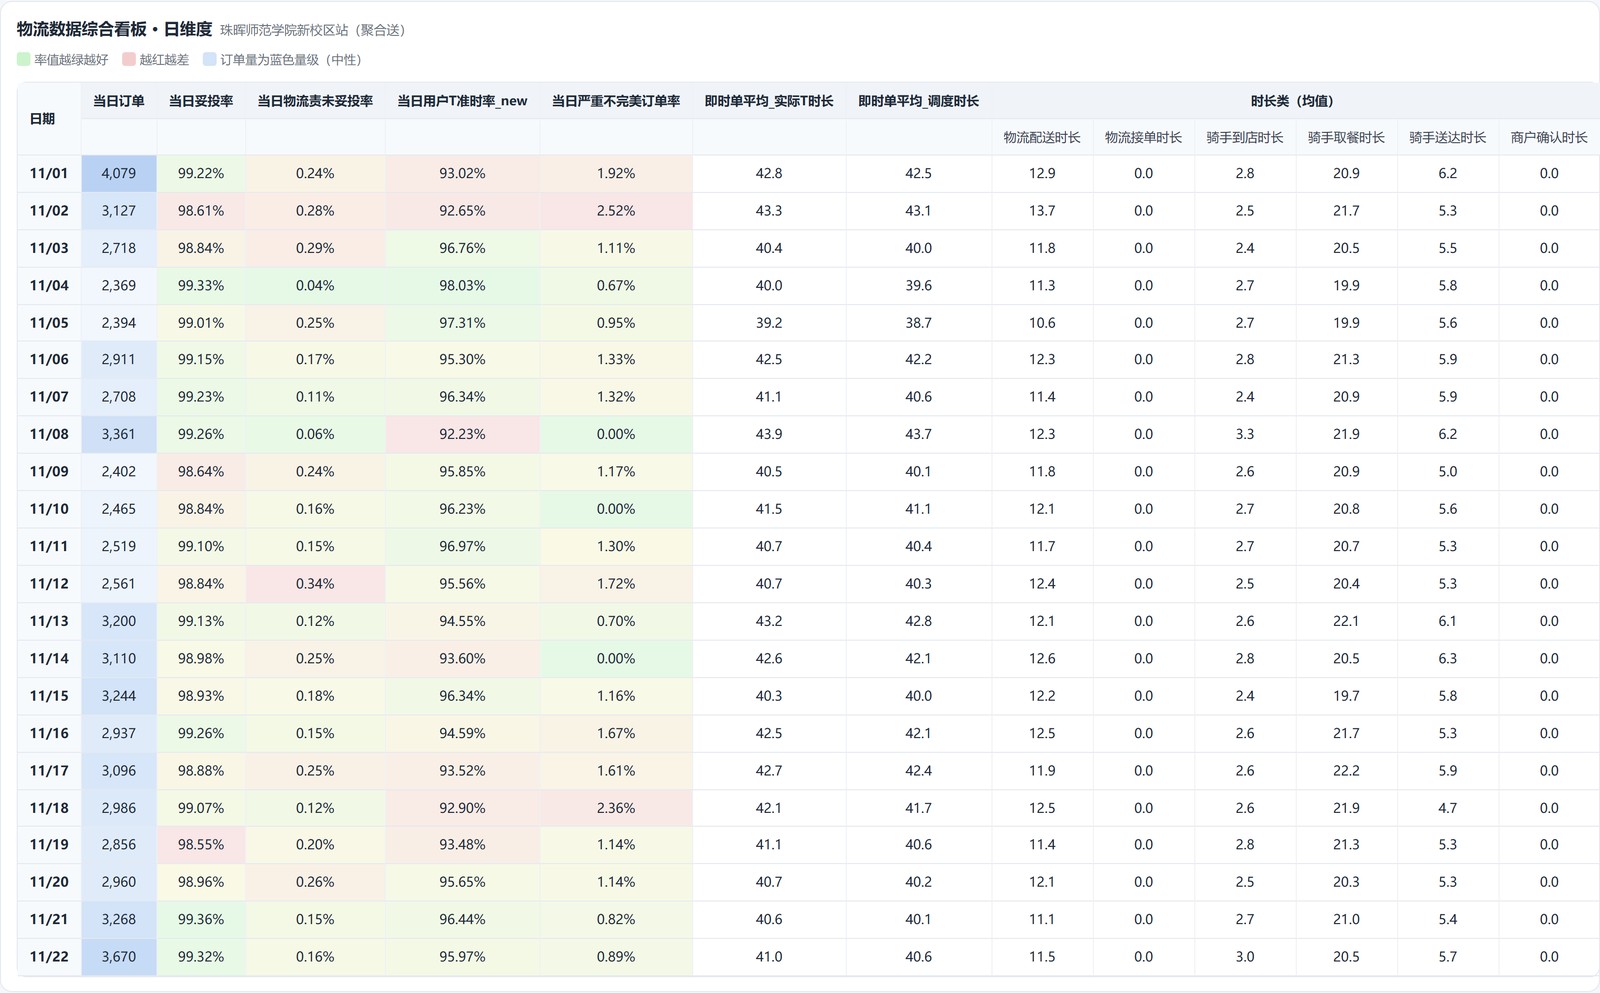 物流数据综合看板 • 日维度 珠晖师范学院新校区站（聚合送）
率值越绿越好 越红越差 订单量为蓝色量级（中性）
日期 当日订单 当日妥投率 当日物流责未妥投率 当日用户T准时率_new 当日严重不完美订单率 即时单平均_实际T时长 即时单平均_调度时长 时长类（均值）
物流配送时长 物流接单时长 骑手到店时长 骑手取餐时长 骑手送达时长 商户确认时长
11/01 4,079 99.22% 0.24% 93.02% 1.92% 42.8 42.5 12.9 0.0 2.8 20.9 6.2 0.0
11/02 3,127 98.61% 0.28% 92.65% 2.52% 43.3 43.1 13.7 0.0 2.5 21.7 5.3 0.0
11/03 2,718 98.84% 0.29% 96.76% 1.11% 40.4 40.0 11.8 0.0 2.4 20.5 5.5 0.0
11/04 2,369 99.33% 0.04% 98.03% 0.67% 40.0 39.6 11.3 0.0 2.7 19.9 5.8 0.0
11/05 2,394 99.01% 0.25% 97.31% 0.95% 39.2 38.7 10.6 0.0 2.7 19.9 5.6 0.0
11/06 2,911 99.15% 0.17% 95.30% 1.33% 42.5 42.2 12.3 0.0 2.8 21.3 5.9 0.0
11/07 2,708 99.23% 0.11% 96.34% 1.32% 41.1 40.6 11.4 0.0 2.4 20.9 5.9 0.0
11/08 3,361 99.26% 0.06% 92.23% 0.00% 43.9 43.7 12.3 0.0 3.3 21.9 6.2 0.0
11/09 2,402 98.64% 0.24% 95.85% 1.17% 40.5 40.1 11.8 0.0 2.6 20.9 5.0 0.0
11/10 2,465 98.84% 0.16% 96.23% 0.00% 41.5 41.1 12.1 0.0 2.7 20.8 5.6 0.0
11/11 2,519 99.10% 0.15% 96.97% 1.30% 40.7 40.4 11.7 0.0 2.7 20.7 5.3 0.0
11/12 2,561 98.84% 0.34% 95.56% 1.72% 40.7 40.3 12.4 0.0 2.5 20.4 5.3 0.0
11/13 3,200 99.13% 0.12% 94.55% 0.70% 43.2 42.8 12.1 0.0 2.6 22.1 6.1 0.0
11/14 3,110 98.98% 0.25% 93.60% 0.00% 42.6 42.1 12.6 0.0 2.8 20.5 6.3 0.0
11/15 3,244 98.93% 0.18% 96.34% 1.16% 40.3 40.0 12.2 0.0 2.4 19.7 5.8 0.0
11/16 2,937 99.26% 0.15% 94.59% 1.67% 42.5 42.1 12.5 0.0 2.6 21.7 5.3 0.0
11/17 3,096 98.88% 0.25% 93.52% 1.61% 42.7 42.4 11.9 0.0 2.6 22.2 5.9 0.0
11/18 2,986 99.07% 0.12% 92.90% 2.36% 42.1 41.7 12.5 0.0 2.6 21.9 4.7 0.0
11/19 2,856 98.55% 0.20% 93.48% 1.14% 41.1 40.6 11.4 0.0 2.8 21.3 5.3 0.0
11/20 2,960 98.96% 0.26% 95.65% 1.14% 40.7 40.2 12.1 0.0 2.5 20.3 5.3 0.0
11/21 3,268 99.36% 0.15% 96.44% 0.82% 40.6 40.1 11.1 0.0 2.7 21.0 5.4 0.0
11/22 3,670 99.32% 0.16% 95.97% 0.89% 41.0 40.6 11.5 0.0 3.0 20.5 5.7 0.0